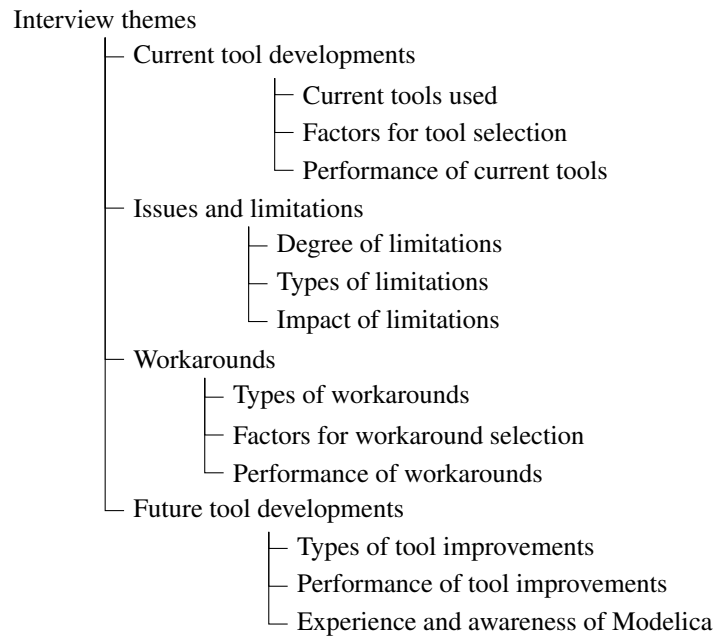 Interview themes
Current tool developments
Current tools used
Factors for tool selection
Performance of current tools
Issues and limitations
Degree of limitations
Types of limitations
Impact of limitations
Workarounds
Types of workarounds
Factors for workaround selection
Performance of workarounds
Future tool developments
Types of tool improvements
Performance of tool improvements
Experience and awareness of Modelica